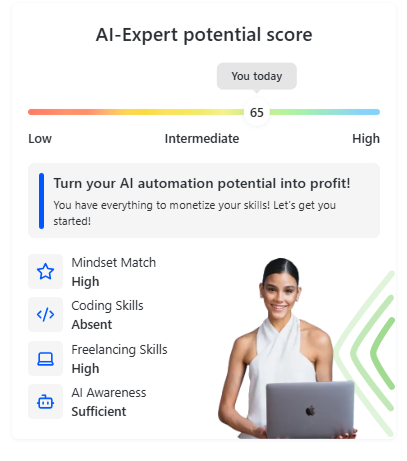 AI-Expert potential score
You today
65
Low
Intermediate
High
Turn your AI automation potential into profit!
You have everything to monetize your skills! Let's get you
started!
Mindset Match
High
Coding Skills
Absent
Freelancing Skills
High
AI Awareness
Sufficient